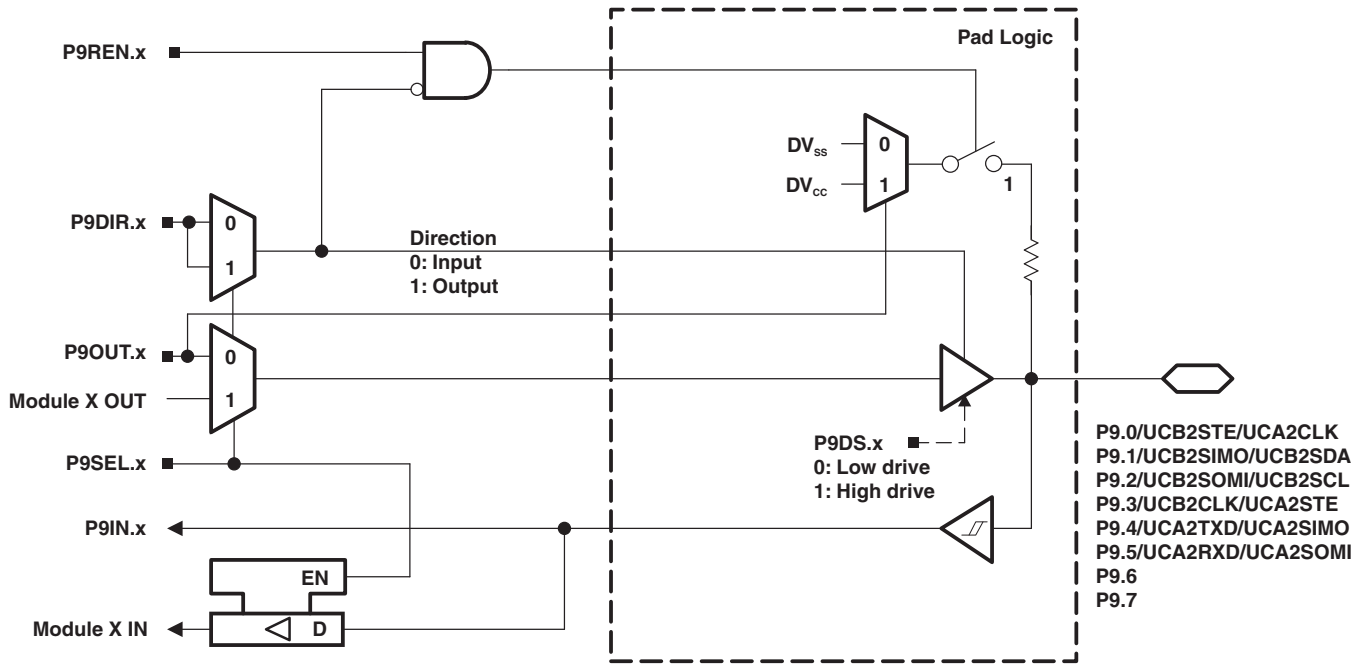 Pad Logic
P9REN.x
DVss
0
DVcc
1
1
P9DIR.x
0
1
Direction
0: Input
1: Output
P9OUT.x
0
Module X OUT
1
P9DS.x
0: Low drive
1: High drive
P9SEL.x
P9IN.x
EN
D
Module X IN
P9.0/UCB2STE/UCA2CLK
P9.1/UCB2SIMO/UCB2SDA
P9.2/UCB2SOMI/UCB2SCL
P9.3/UCB2CLK/UCA2STE
P9.4/UCA2TXD/UCA2SIMO
P9.5/UCA2RXD/UCA2SOMI
P9.6
P9.7